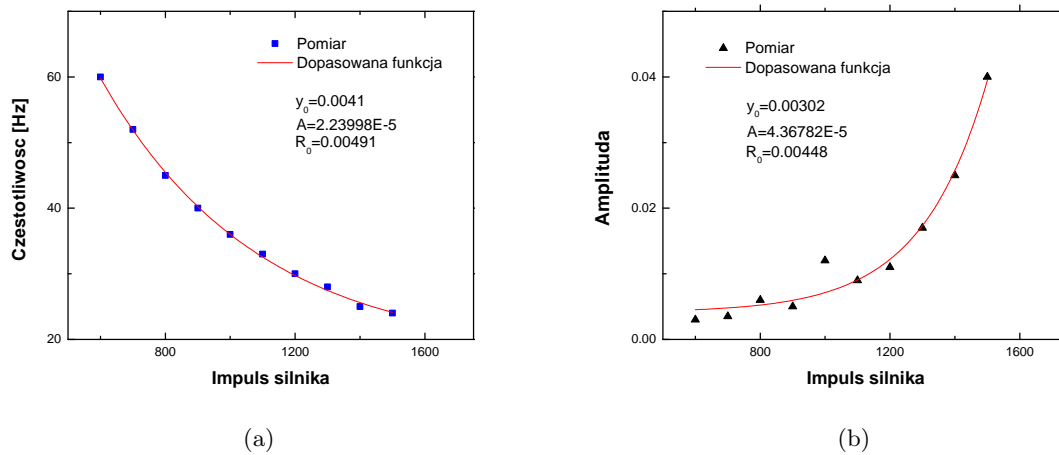 Pomiar
Dopasowana funkcja
y0=0.0041
A=2.23998E-5
R0=0.00491
60
40
20
800
1200
1600
Czestotliwosc [Hz]
Impuls silnika
(a)
Pomiar
Dopasowana funkcja
y0=0.00302
A=4.36782E-5
R0=0.00448
0.04
0.02
0.00
800
1200
1600
Amplituda
Impuls silnika
(b)